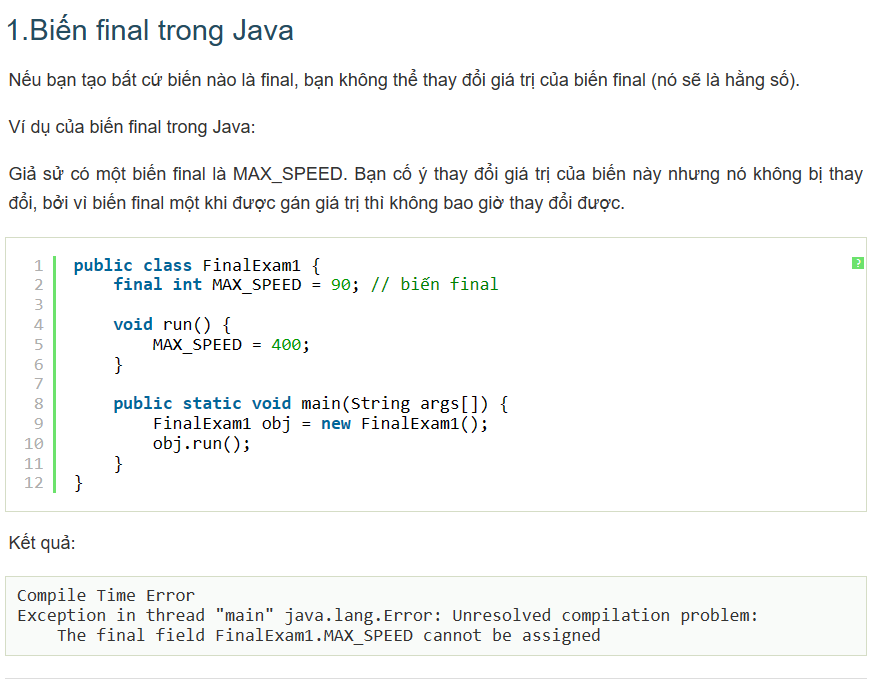 1.Biến final trong Java
Nếu bạn tạo bất cứ biến nào là final, bạn không thể thay đổi giá trị của biến final (nó sẽ là hằng số).
Ví dụ của biến final trong Java:
Giả sử có một biến final là MAX_SPEED. Bạn cố ý thay đổi giá trị của biến này nhưng nó không bị thay
đổi, bởi vì biến final một khi được gán giá trị thì không bao giờ thay đổi được.
?
1 public class FinalExam1 {
2     final int MAX_SPEED = 90; // biến final
3
4     void run() {
5         MAX_SPEED = 400;
6     }
7
8     public static void main(String args[]) {
9         FinalExam1 obj = new FinalExam1();
10         obj.run();
11     }
12 }
Kết quả:
Compile Time Error
Exception in thread "main" java.lang.Error: Unresolved compilation problem:
    The final field FinalExam1.MAX_SPEED cannot be assigned